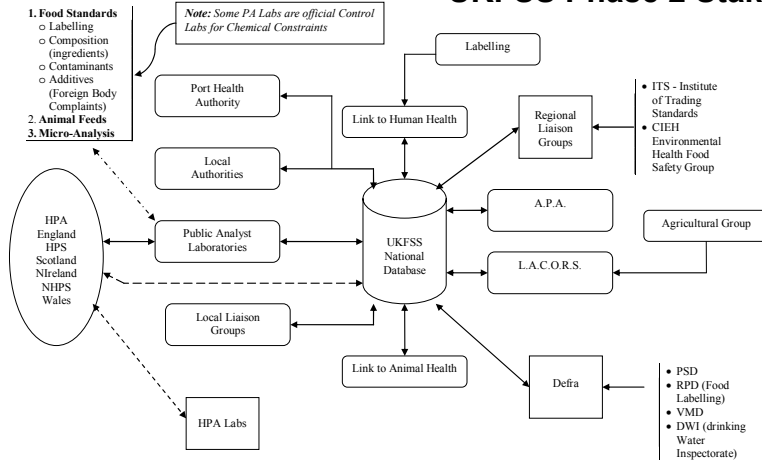 UKFSS Phase 2 Stak
1. Food Standards
o Labelling
o Composition
(ingredients)
o Contaminants
o Additives
(Foreign Body
Complaints)
2. Animal Feeds
3. Micro-Analysis
Note: Some PA Labs are official Control
Labs for Chemical Constraints
Labelling
Port Health
Authority
Link to Human Health
Regional
Liaison
Groups
• ITS - Institute
of Trading
Standards
• CIEH
Environmental
Health Food
Safety Group
Local
Authorities
HPA
England
HPS
Scotland
NIreland
NHPS
Wales
Public Analyst
Laboratories
UKFSS
National
Database
A.P.A.
Agricultural Group
L.A.C.O.R.S.
Local Liaison
Groups
Link to Animal Health
Defra
• PSD
• RPD (Food
Labelling)
• VMD
• DWI (drinking
Water
Inspectorate)
HPA Labs